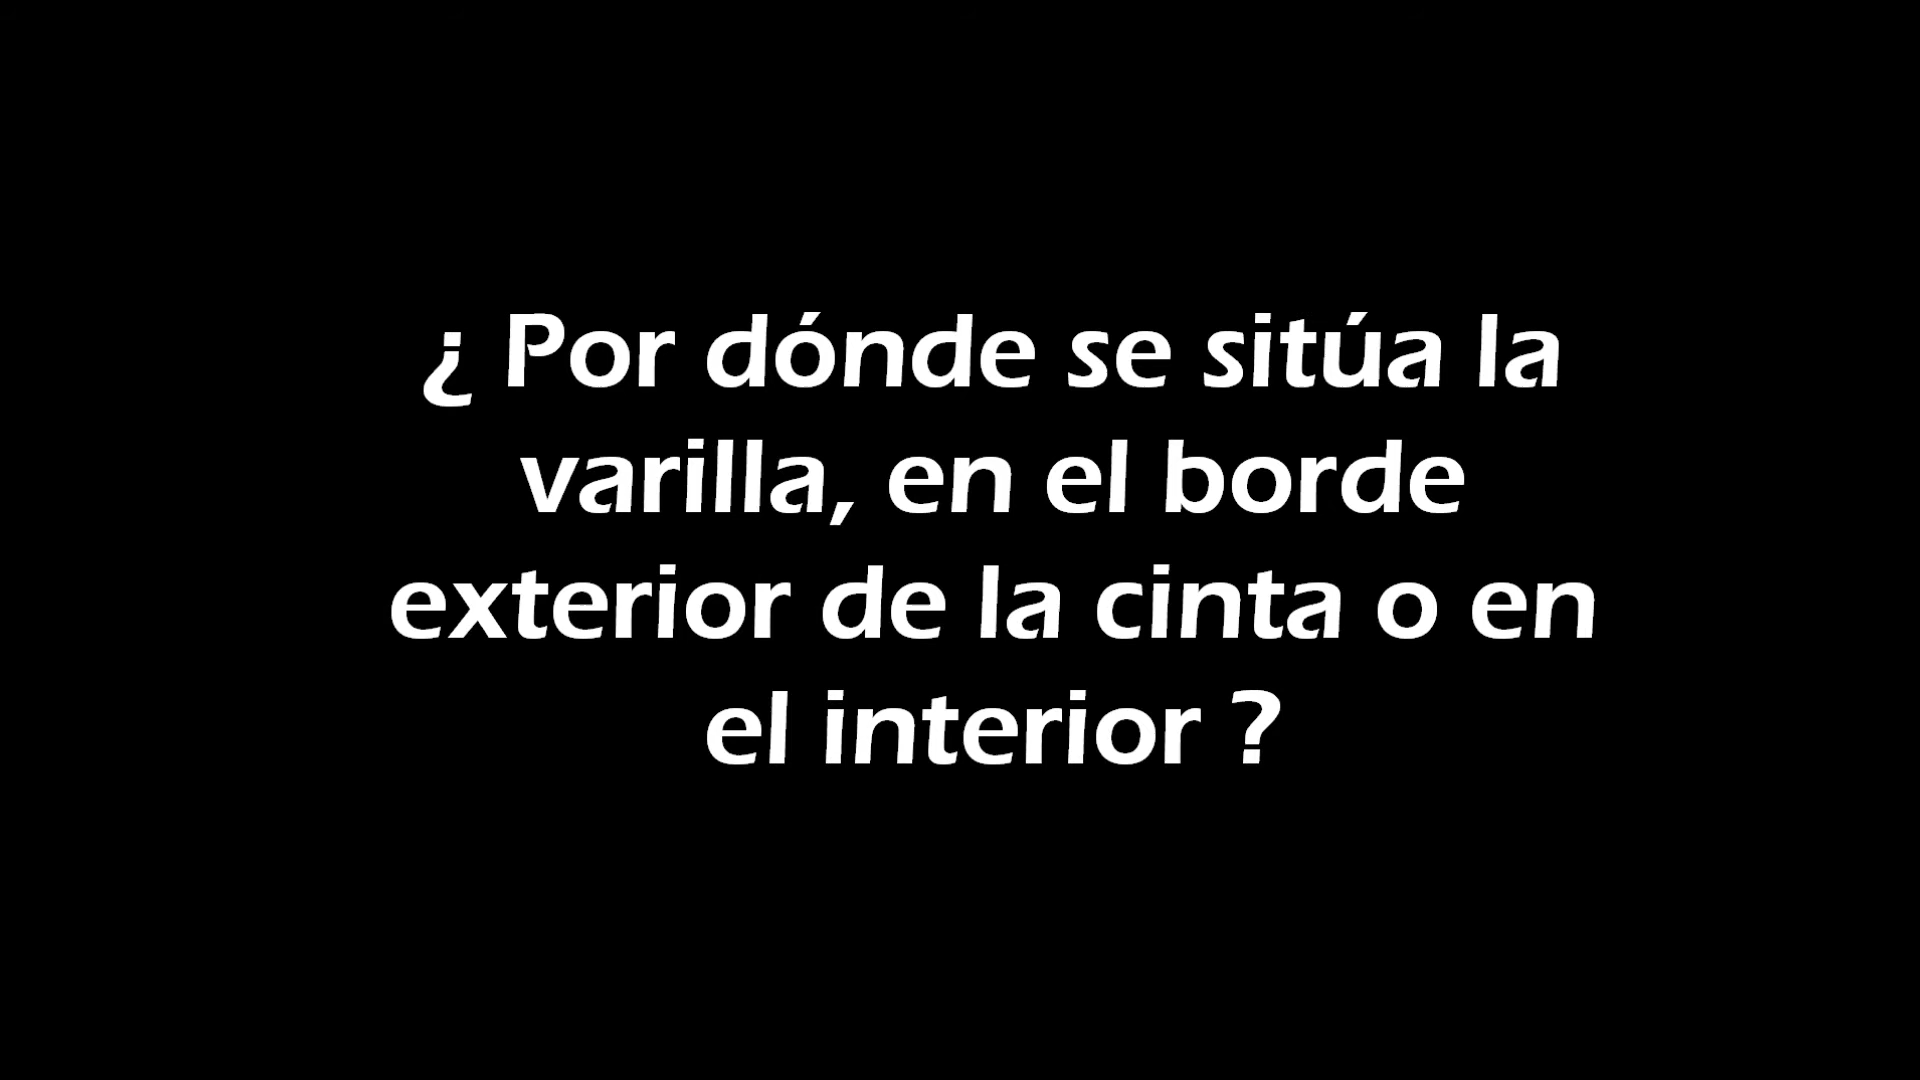 ¿ Por dónde se sitúa la
varilla, en el borde
exterior de la cinta o en
el interior ?